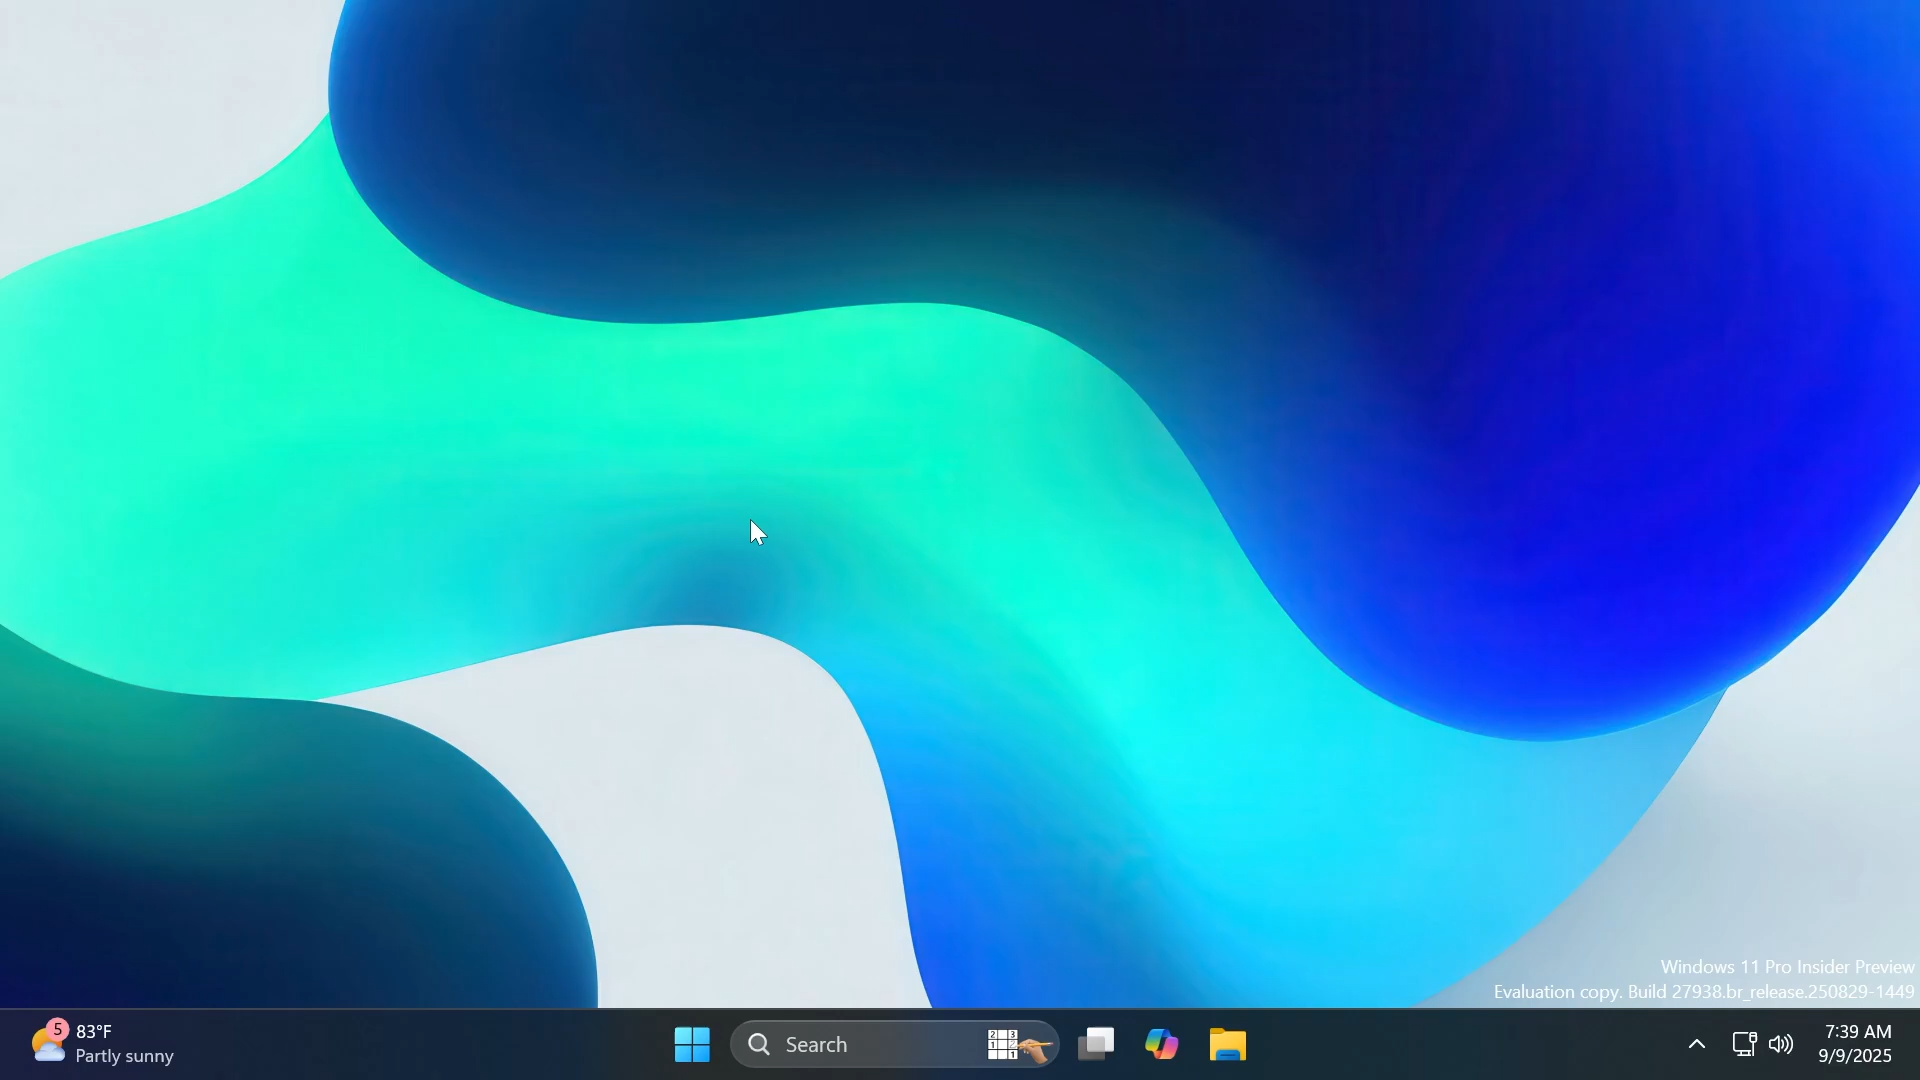 Windows 11 Pro Insider Preview
Evaluation copy. Build 27938.br_release.250829-1449
5
83°F
Partly sunny
Search
7:39 AM
9/9/2025